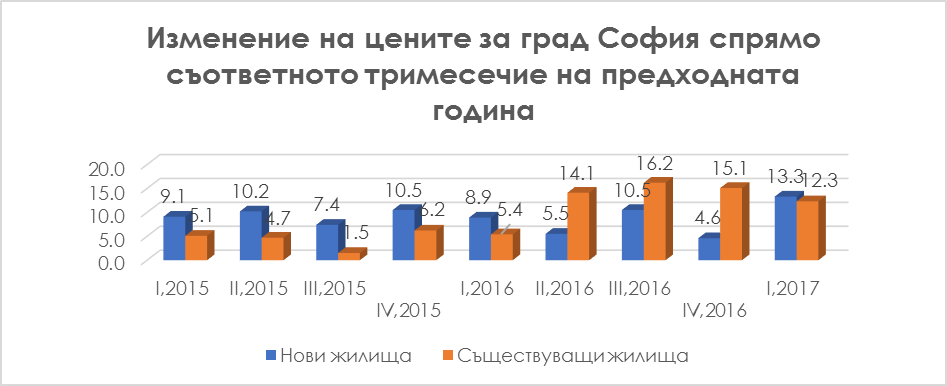 Изменение на цените за град София спрямо
съответното тримесечие на предходната
година
20.0
15.0
10.0
5.0
0.0
9.1 5.1 10.2 4.7 7.4 1.5 10.5 6.2 8.9 5.4 5.5 14.1 10.5 16.2 4.6 15.1 13.3 12.3
I,2015 II,2015 III,2015 IV,2015 I,2016 II,2016 III,2016 IV,2016 I,2017
Нови жилища Съществуващи жилища